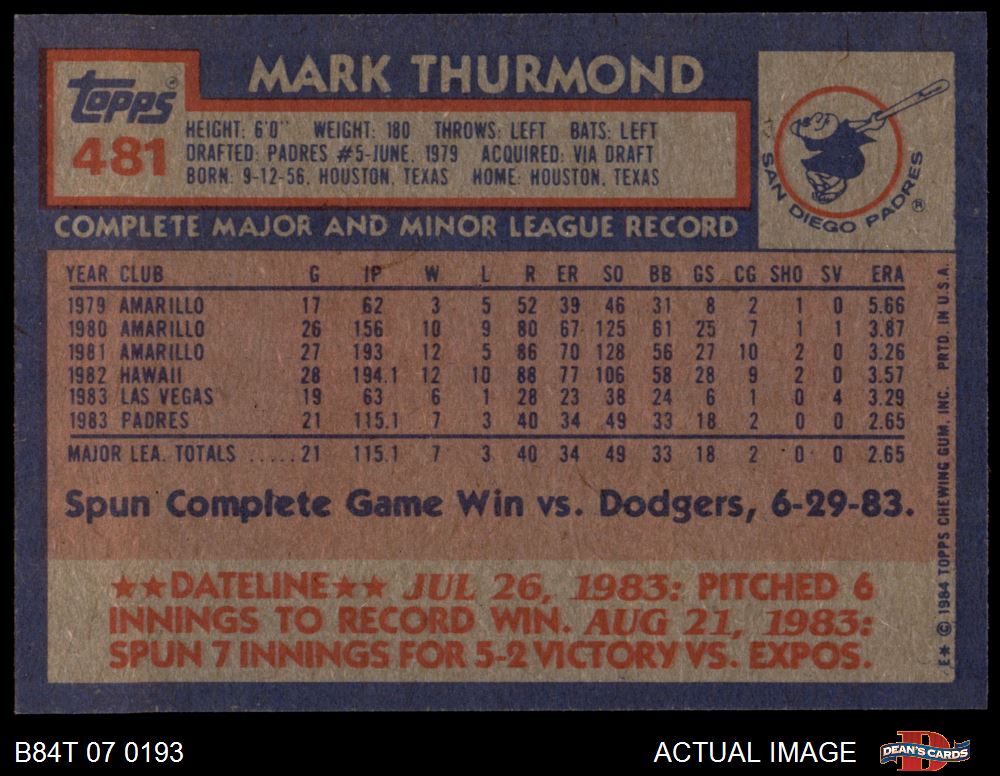 MARK THURMOND
Topps
481
HEIGHT: 6'0" WEIGHT: 180 THROWS: LEFT BATS: LEFT
DRAFTED: PADRES #5-JUNE, 1979 ACQUIRED: VIA DRAFT
BORN: 9-12-56, HOUSTON, TEXAS HOME: HOUSTON, TEXAS
SAN DIEGO PADRES ®
COMPLETE MAJOR AND MINOR LEAGUE RECORD
YEAR CLUB G IP W L R ER SO BB GS CG SHO SV ERA
1979 AMARILLO 17 62 3 5 52 39 46 31 8 2 1 0 5.66
1980 AMARILLO 26 156 10 9 80 67 125 61 25 7 1 1 3.87
1981 AMARILLO 27 193 12 5 86 70 128 56 27 10 2 0 3.26
1982 HAWAII 28 194.1 12 10 88 77 106 58 28 9 2 0 3.57
1983 LAS VEGAS 19 63 6 1 28 23 38 24 6 1 0 4 3.29
1983 PADRES 21 115.1 7 3 40 34 49 33 18 2 0 0 2.65
MAJOR LEA. TOTALS .....21 115.1 7 3 40 34 49 33 18 2 0 0 2.65
Spun Complete Game Win vs. Dodgers, 6-29-83.
★★DATELINE★★ JUL 26, 1983: PITCHED 6
INNINGS TO RECORD WIN. AUG 21, 1983:
SPUN 7 INNINGS FOR 5-2 VICTORY VS. EXPOS.
E* © 1984 TOPPS CHEWING GUM, INC. PRTD. IN U.S.A.
B84T 07 0193
ACTUAL IMAGE
DEAN'S CARDS